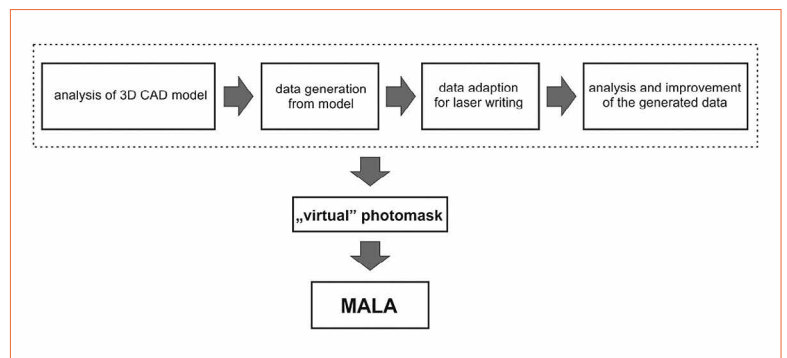 analysis of 3D CAD model
data generation
from model
data adaption
for laser writing
analysis and improvement
of the generated data
„virtual” photomask
MALA